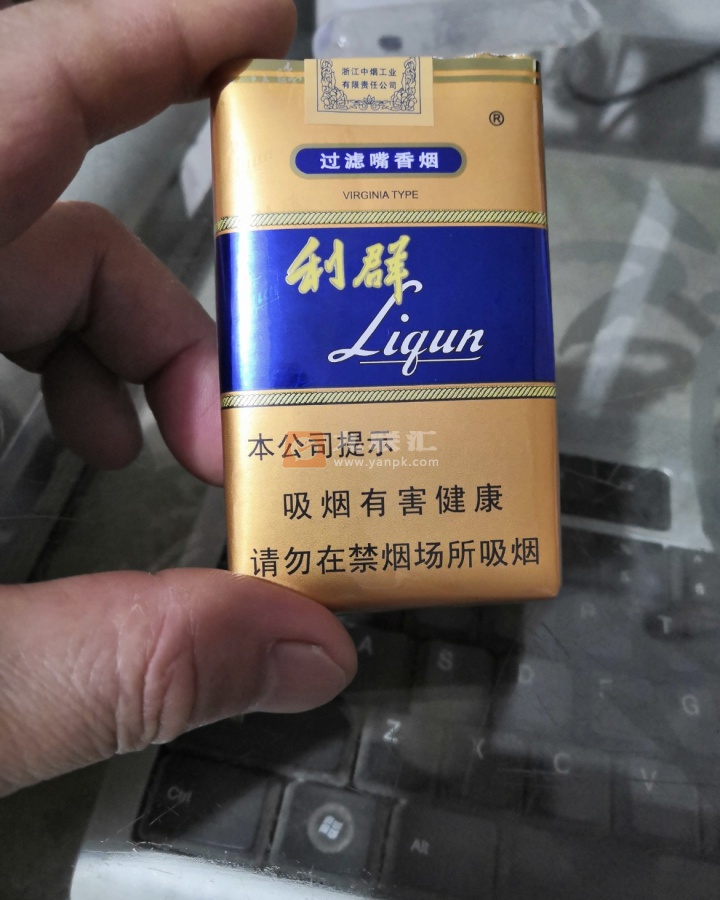 浙江中烟工业
有限责任公司
®
过滤嘴香烟
VIRGINIA TYPE
利群
Liqun
本公司提示
www.yanpk.com
吸烟有害健康
请勿在禁烟场所吸烟
A
S
D
F
G
T
Z
X
C
V
Ctrl
Alt